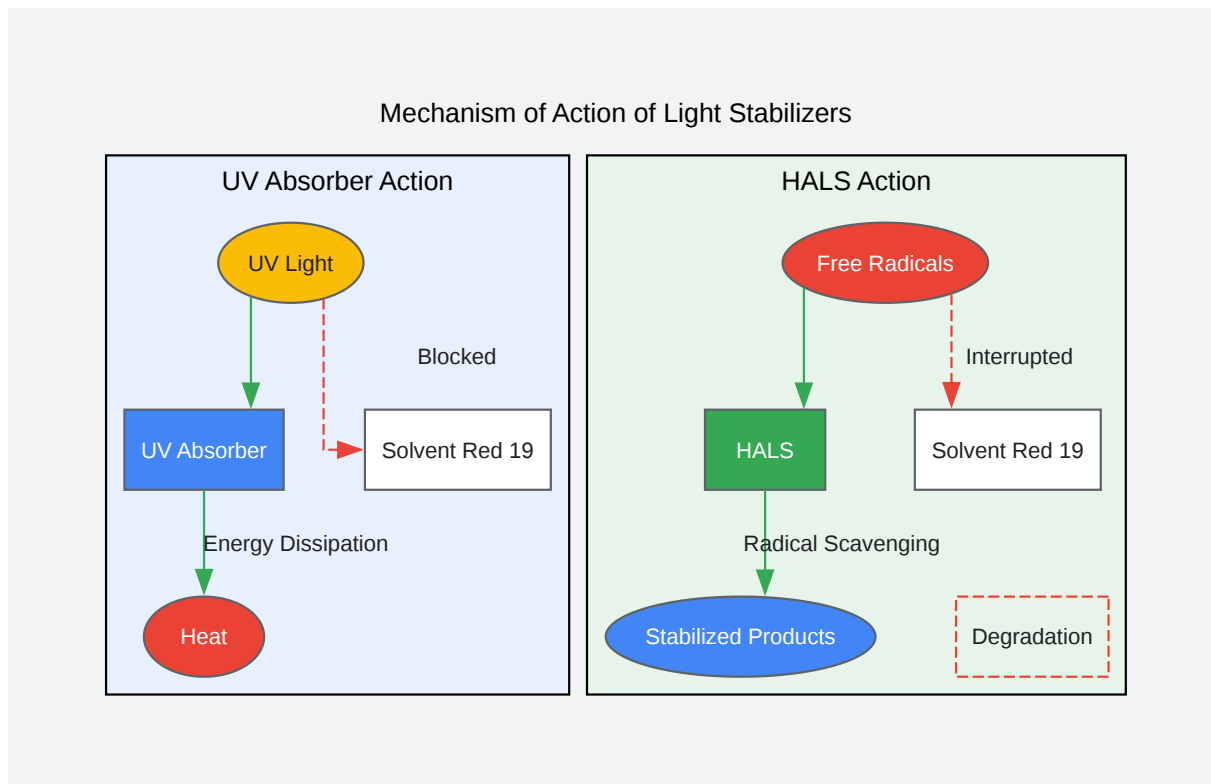 Mechanism of Action of Light Stabilizers
UV Absorber Action
UV Light
Blocked
UV Absorber
Solvent Red 19
Energy Dissipation
Heat
HALS Action
Free Radicals
Interrupted
HALS
Solvent Red 19
Radical Scavenging
Stabilized Products
Degradation